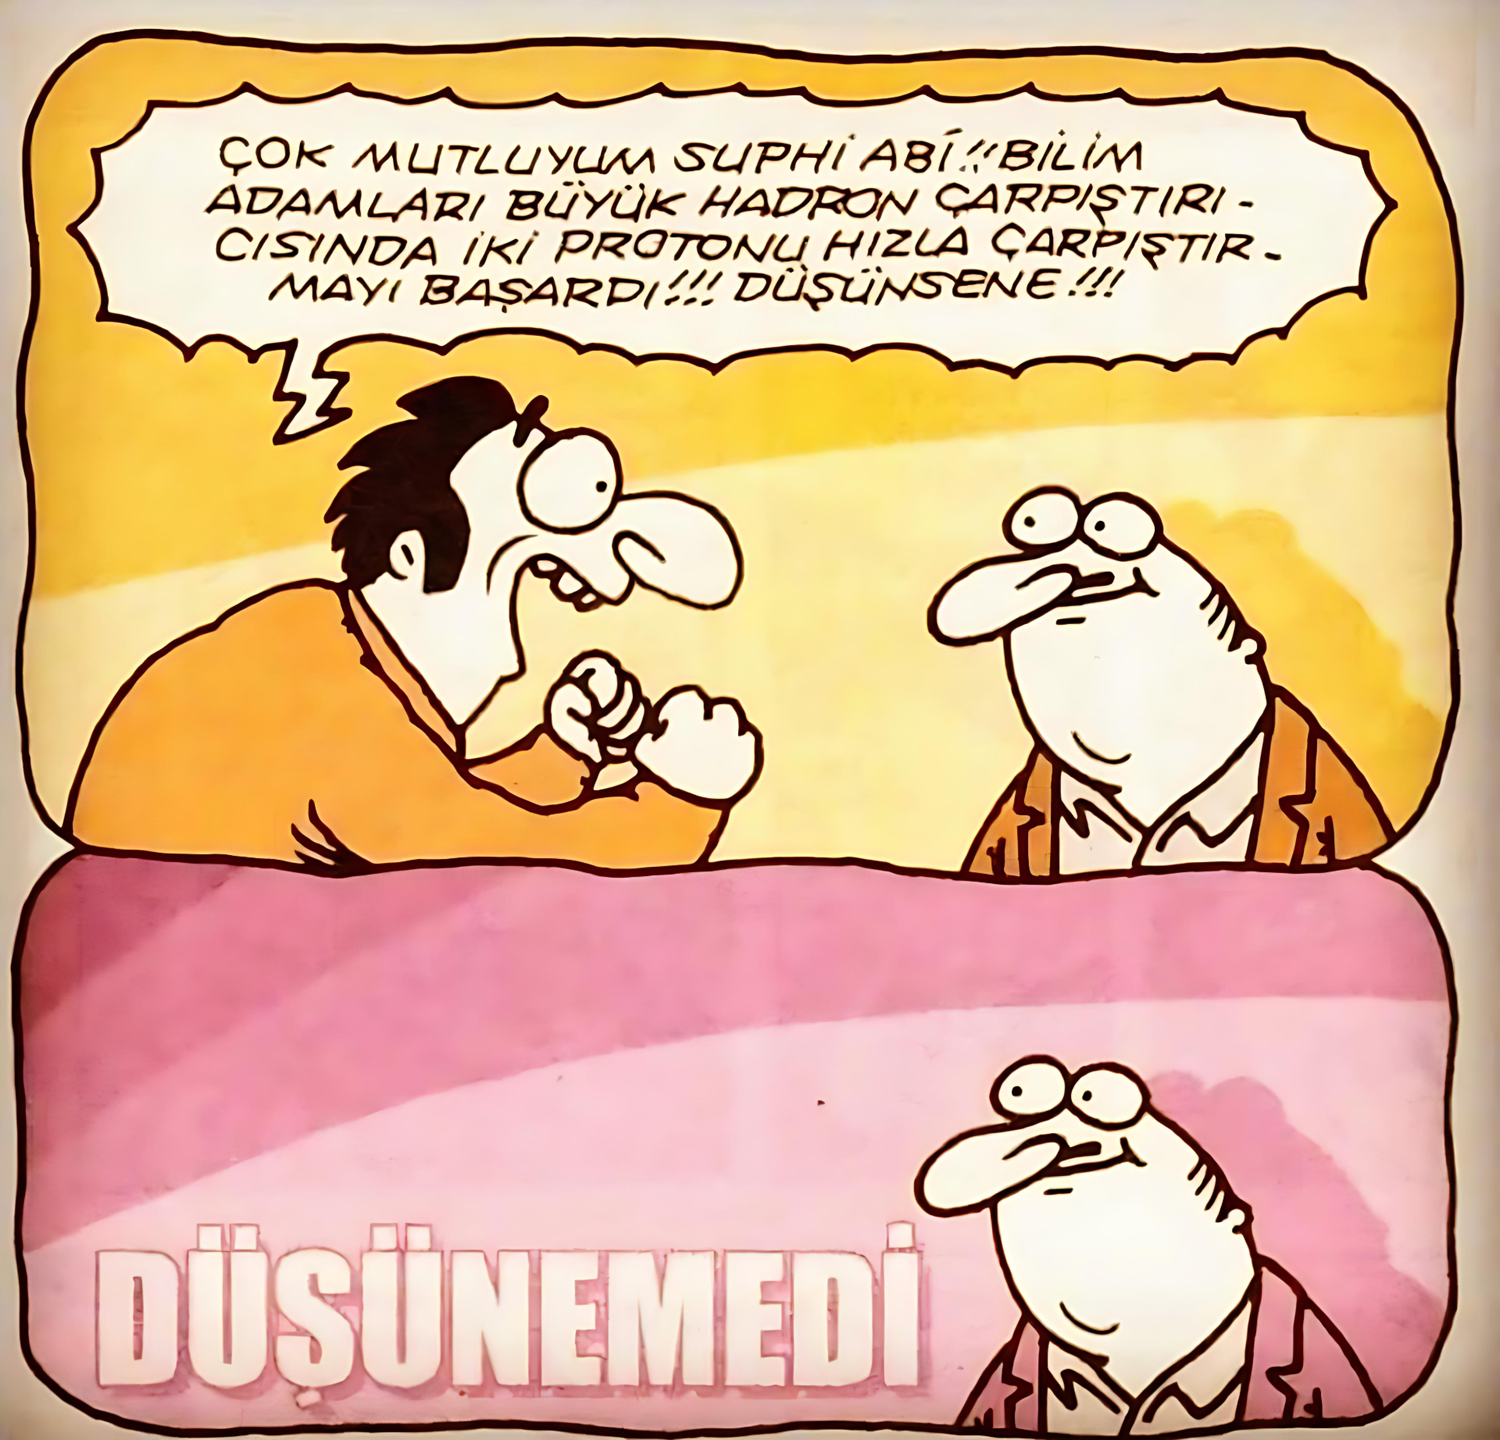 ÇOK MUTLUYUM SUPHİ ABİ!!BİLİM
ADAMLARI BÜYÜK HADRON ÇARPIŞTIRI-
CISINDA İKİ PROTONU HIZLA ÇARPIŞTIR-
MAYI BAŞARDI!!! DÜŞÜNSENE!!!
DÜŞÜNEMEDİ